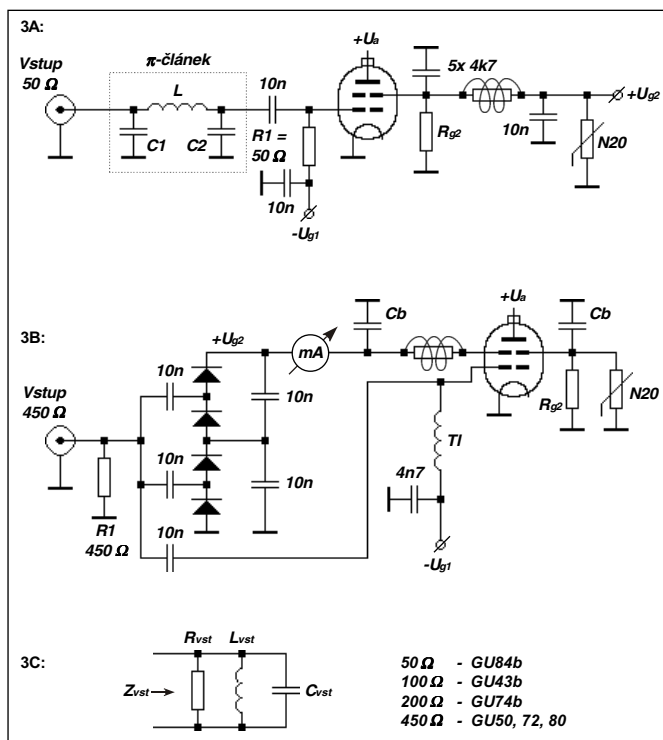 3A:
Vstup
50 Ω
π-článek
L
C1
C2
10n
R1 =
50 Ω
10n
-Ug1
+Ua
5x 4k7
Rg2
10n
+Ug2
N20
3B:
Vstup
450 Ω
R1
450 Ω
10n
10n
10n
+Ug2
10n
10n
mA
Cb
+Ua
Cb
Tl
4n7
-Ug1
Rg2
N20
3C:
Zvst
Rvst
Lvst
Cvst
50 Ω - GU84b
100 Ω - GU43b
200 Ω - GU74b
450 Ω - GU50, 72, 80